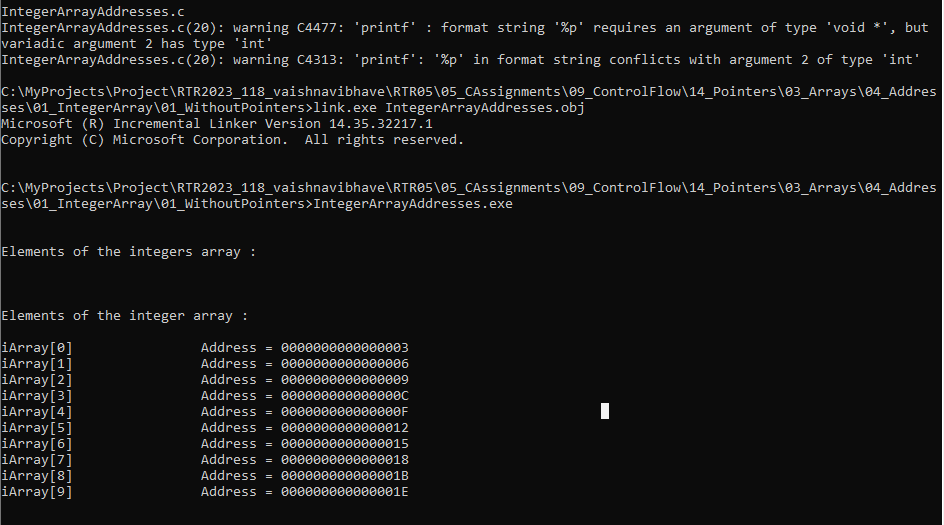 IntegerArrayAddresses.c
IntegerArrayAddresses.c(20): warning C4477: 'printf' : format string '%p' requires an argument of type 'void *', but
variadic argument 2 has type 'int'
IntegerArrayAddresses.c(20): warning C4313: 'printf': '%p' in format string conflicts with argument 2 of type 'int'
C:\MyProjects\Project\RTR2023_118_vaishnavibhave\RTR05\05_CAssignments\09_ControlFlow\14_Pointers\03_Arrays\04_Addres
ses\01_IntegerArray\01_WithoutPointers>link.exe IntegerArrayAddresses.obj
Microsoft (R) Incremental Linker Version 14.35.32217.1
Copyright (C) Microsoft Corporation.  All rights reserved.
C:\MyProjects\Project\RTR2023_118_vaishnavibhave\RTR05\05_CAssignments\09_ControlFlow\14_Pointers\03_Arrays\04_Addres
ses\01_IntegerArray\01_WithoutPointers>IntegerArrayAddresses.exe
Elements of the integers array :
Elements of the integer array :
iArray[0]                Address = 0000000000000003
iArray[1]                Address = 0000000000000006
iArray[2]                Address = 0000000000000009
iArray[3]                Address = 000000000000000C
iArray[4]                Address = 000000000000000F
iArray[5]                Address = 0000000000000012
iArray[6]                Address = 0000000000000015
iArray[7]                Address = 0000000000000018
iArray[8]                Address = 000000000000001B
iArray[9]                Address = 000000000000001E